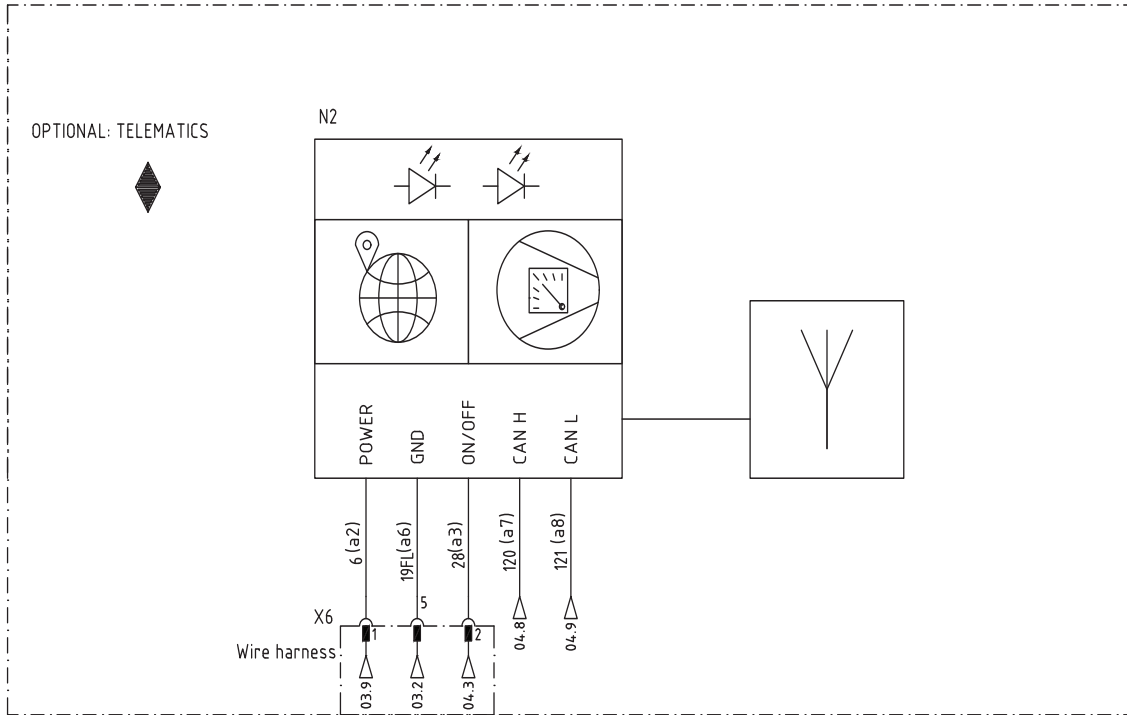 N2
OPTIONAL: TELEMATICS
POWER
GND
ON/OFF
CAN H
CAN L
6 (a2)
19FL(a6)
28(a3)
120 (a7)
121 (a8)
5
X6
1
2
04.8
04.9
Wire harness
03.9
03.2
04.3